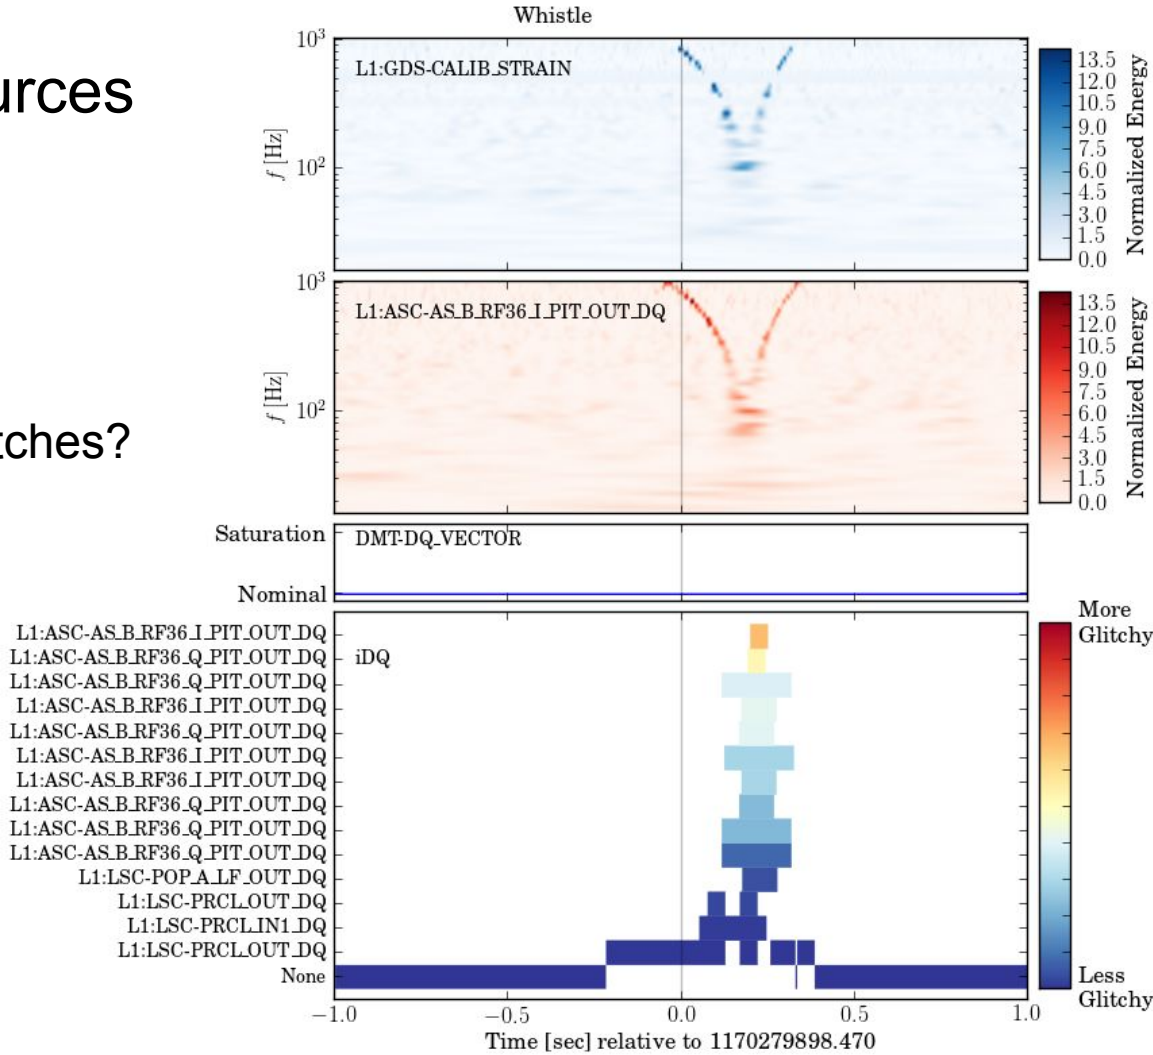 urces
tches?
Whistle
10³
L1:GDS-CALIB_STRAIN
f [Hz]
10²
13.5
12.0
10.5
9.0
7.5
6.0
4.5
3.0
1.5
0.0
Normalized Energy
10³
L1:ASC-AS_B_RF36_I_PIT_OUT_DQ
f [Hz]
10²
13.5
12.0
10.5
9.0
7.5
6.0
4.5
3.0
1.5
0.0
Normalized Energy
Saturation
DMT-DQ_VECTOR
Nominal
L1:ASC-AS_B_RF36_I_PIT_OUT_DQ
L1:ASC-AS_B_RF36_Q_PIT_OUT_DQ
iDQ
L1:ASC-AS_B_RF36_Q_PIT_OUT_DQ
L1:ASC-AS_B_RF36_I_PIT_OUT_DQ
L1:ASC-AS_B_RF36_Q_PIT_OUT_DQ
L1:ASC-AS_B_RF36_I_PIT_OUT_DQ
L1:ASC-AS_B_RF36_I_PIT_OUT_DQ
L1:ASC-AS_B_RF36_Q_PIT_OUT_DQ
L1:ASC-AS_B_RF36_Q_PIT_OUT_DQ
L1:ASC-AS_B_RF36_Q_PIT_OUT_DQ
L1:LSC-POP_A_LF_OUT_DQ
L1:LSC-PRCL_OUT_DQ
L1:LSC-PRCL_IN1_DQ
L1:LSC-PRCL_OUT_DQ
None
More
Glitchy
Less
Glitchy
−1.0
−0.5
0.0
0.5
1.0
Time [sec] relative to 1170279898.470